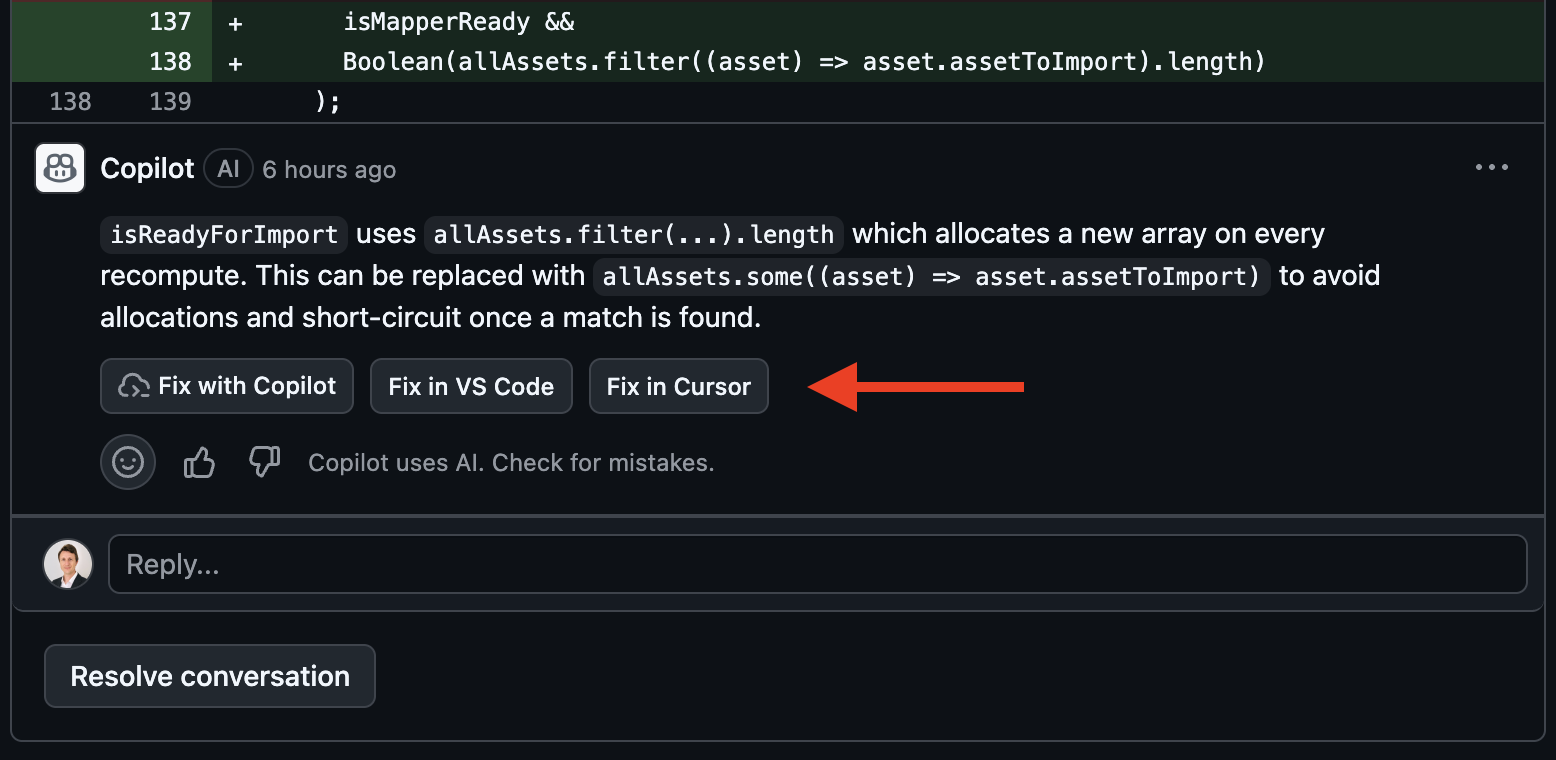 137 + isMapperReady &&
138 + Boolean(allAssets.filter((asset) => asset.assetToImport).length)
138 139 );
Copilot AI 6 hours ago
isReadyForImport uses allAssets.filter(...).length which allocates a new array on every
recompute. This can be replaced with allAssets.some((asset) => asset.assetToImport) to avoid
allocations and short-circuit once a match is found.
Fix with Copilot Fix in VS Code Fix in Cursor
Copilot uses AI. Check for mistakes.
Reply...
Resolve conversation